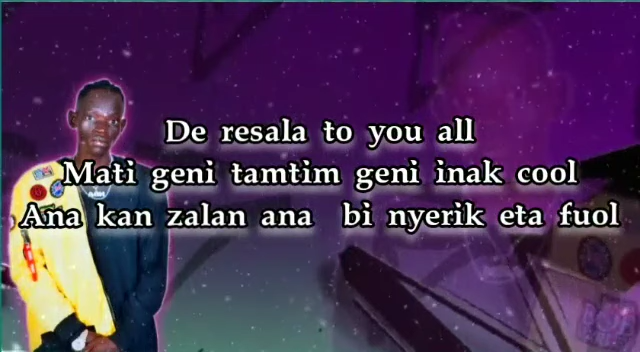 De resala to you all
Mati geni tamtim geni inak cool
Ana kan zalan ana bi nyerik eta fuol